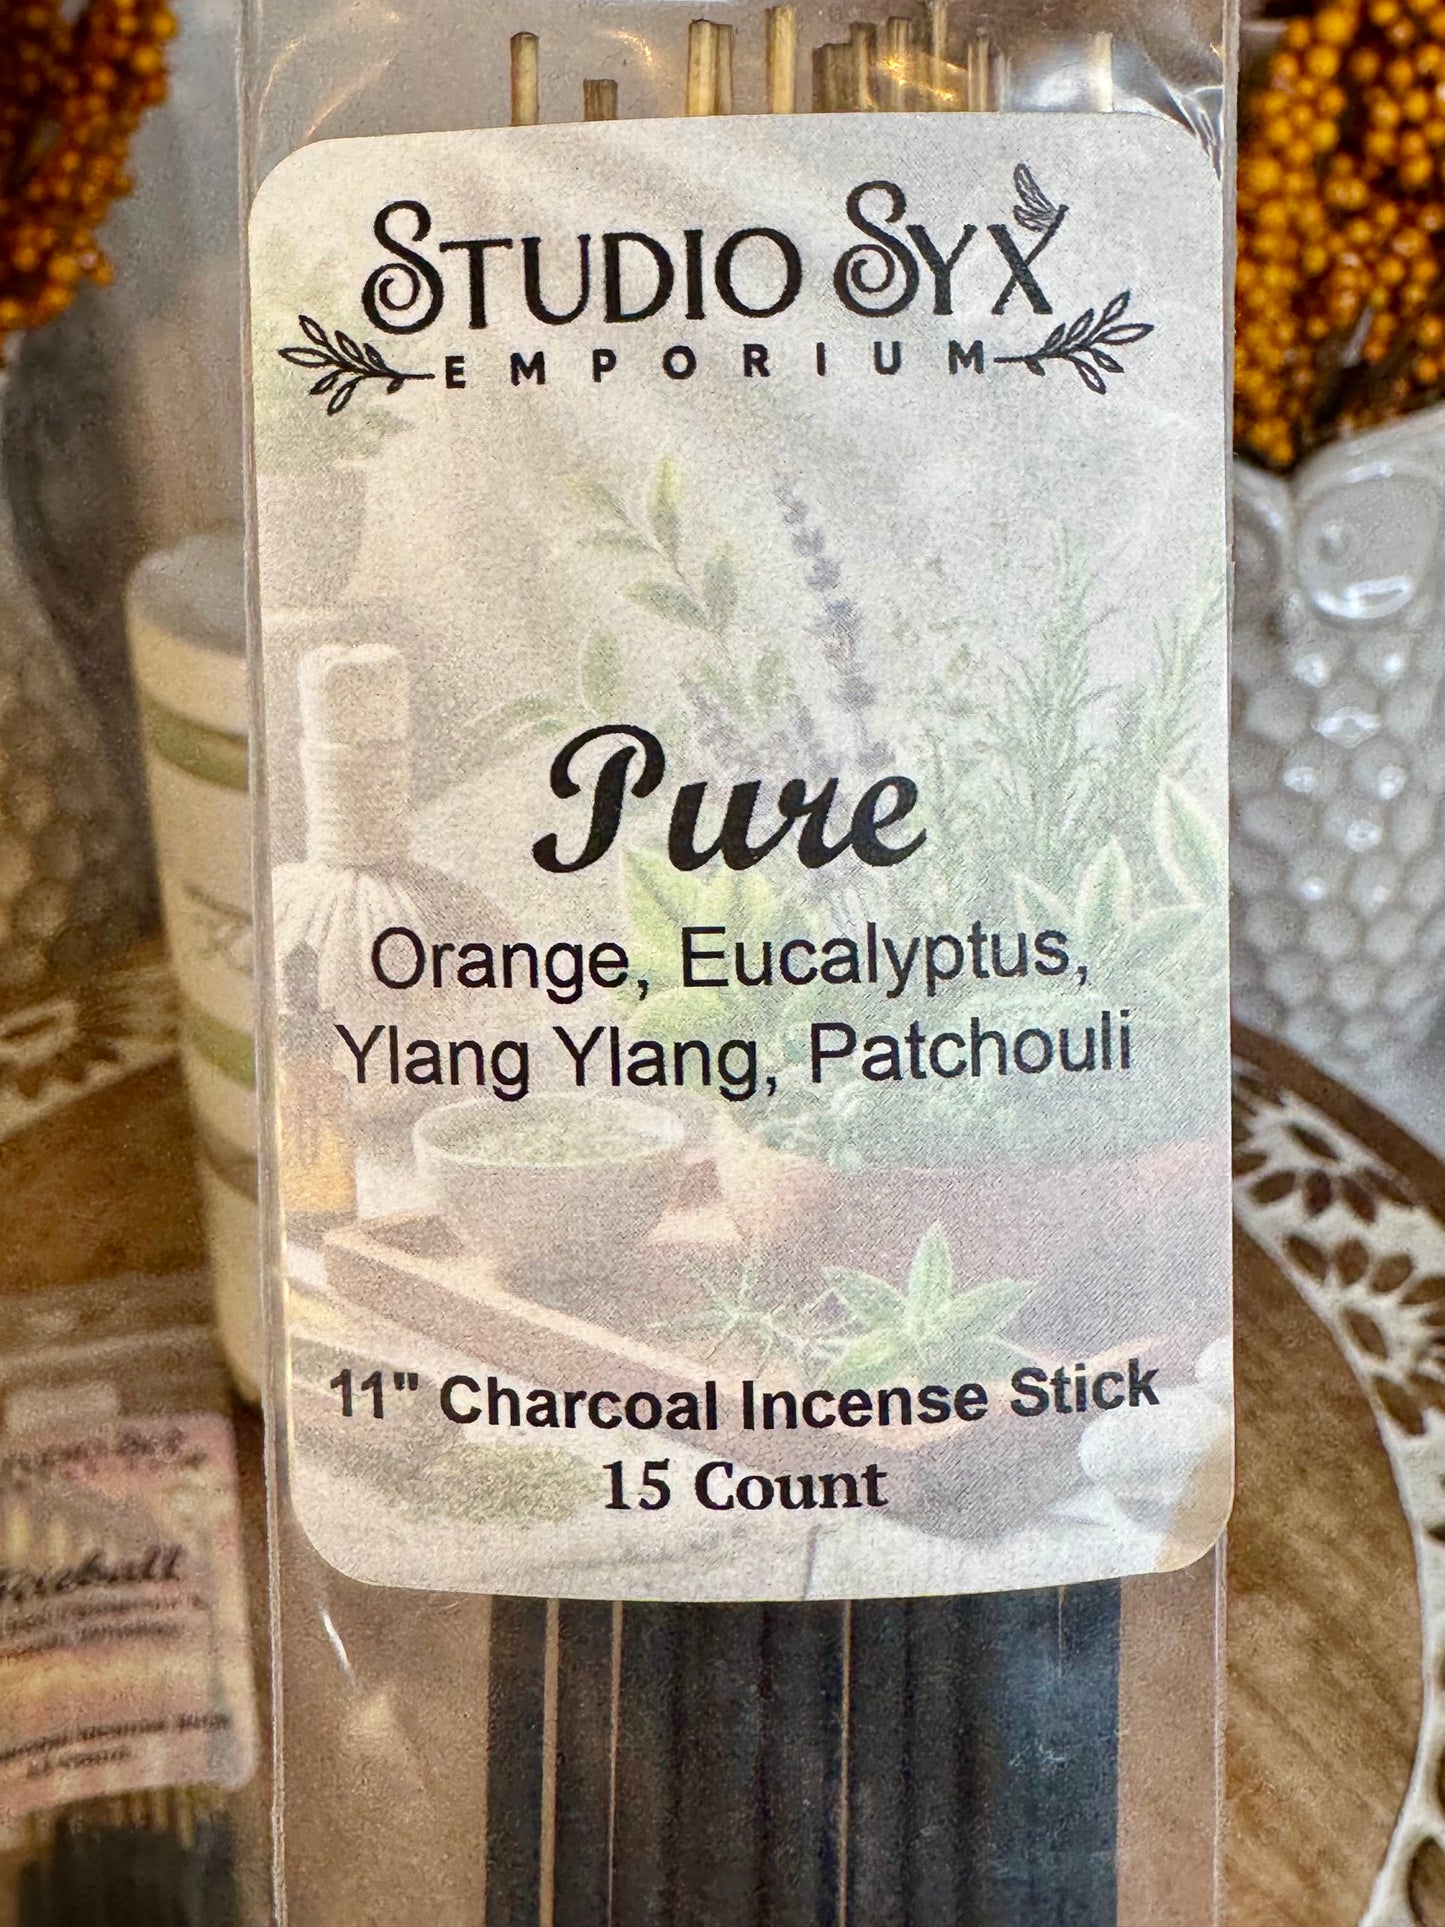 STUDIO SYX
EMPORIUM
Pure
Orange, Eucalyptus,
Ylang Ylang, Patchouli
11" Charcoal Incense Stick
15 Count